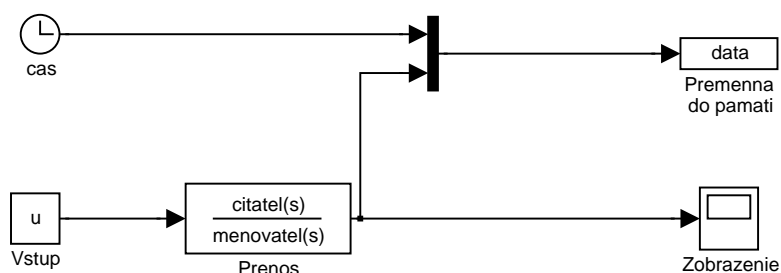 cas
data
Premenna
do pamati
u
Vstup
citatel(s)
menovatel(s)
Prenos
Zobrazenie